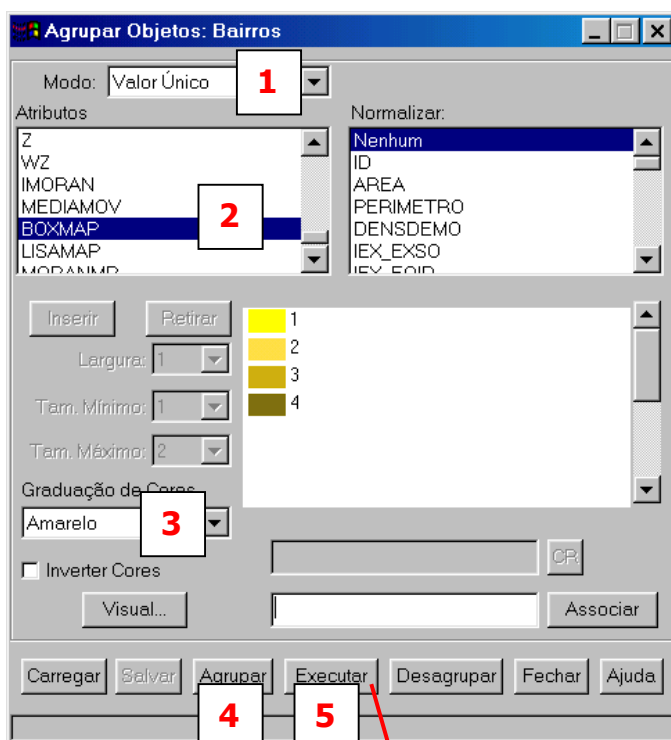 Agrupar Objetos: Bairros
Modo: Valor Único 1
Atributos Normalizar:
Z Nenhum
WZ ID
IMORAN AREA
MEDIAMOV 2 PERIMETRO
BOXMAP DENSDEMO
LISAMAP IEX_EXSO
Inserir Retirar 1
Largura: 1 2
3
Tam. Mínimo: 1 4
Tam. Máximo: 2
Graduação de Cores
Amarelo 3
Inverter Cores CR
Visual... Associar
Carregar Salvar Agrupar Executar Desagrupar Fechar Ajuda
4 5